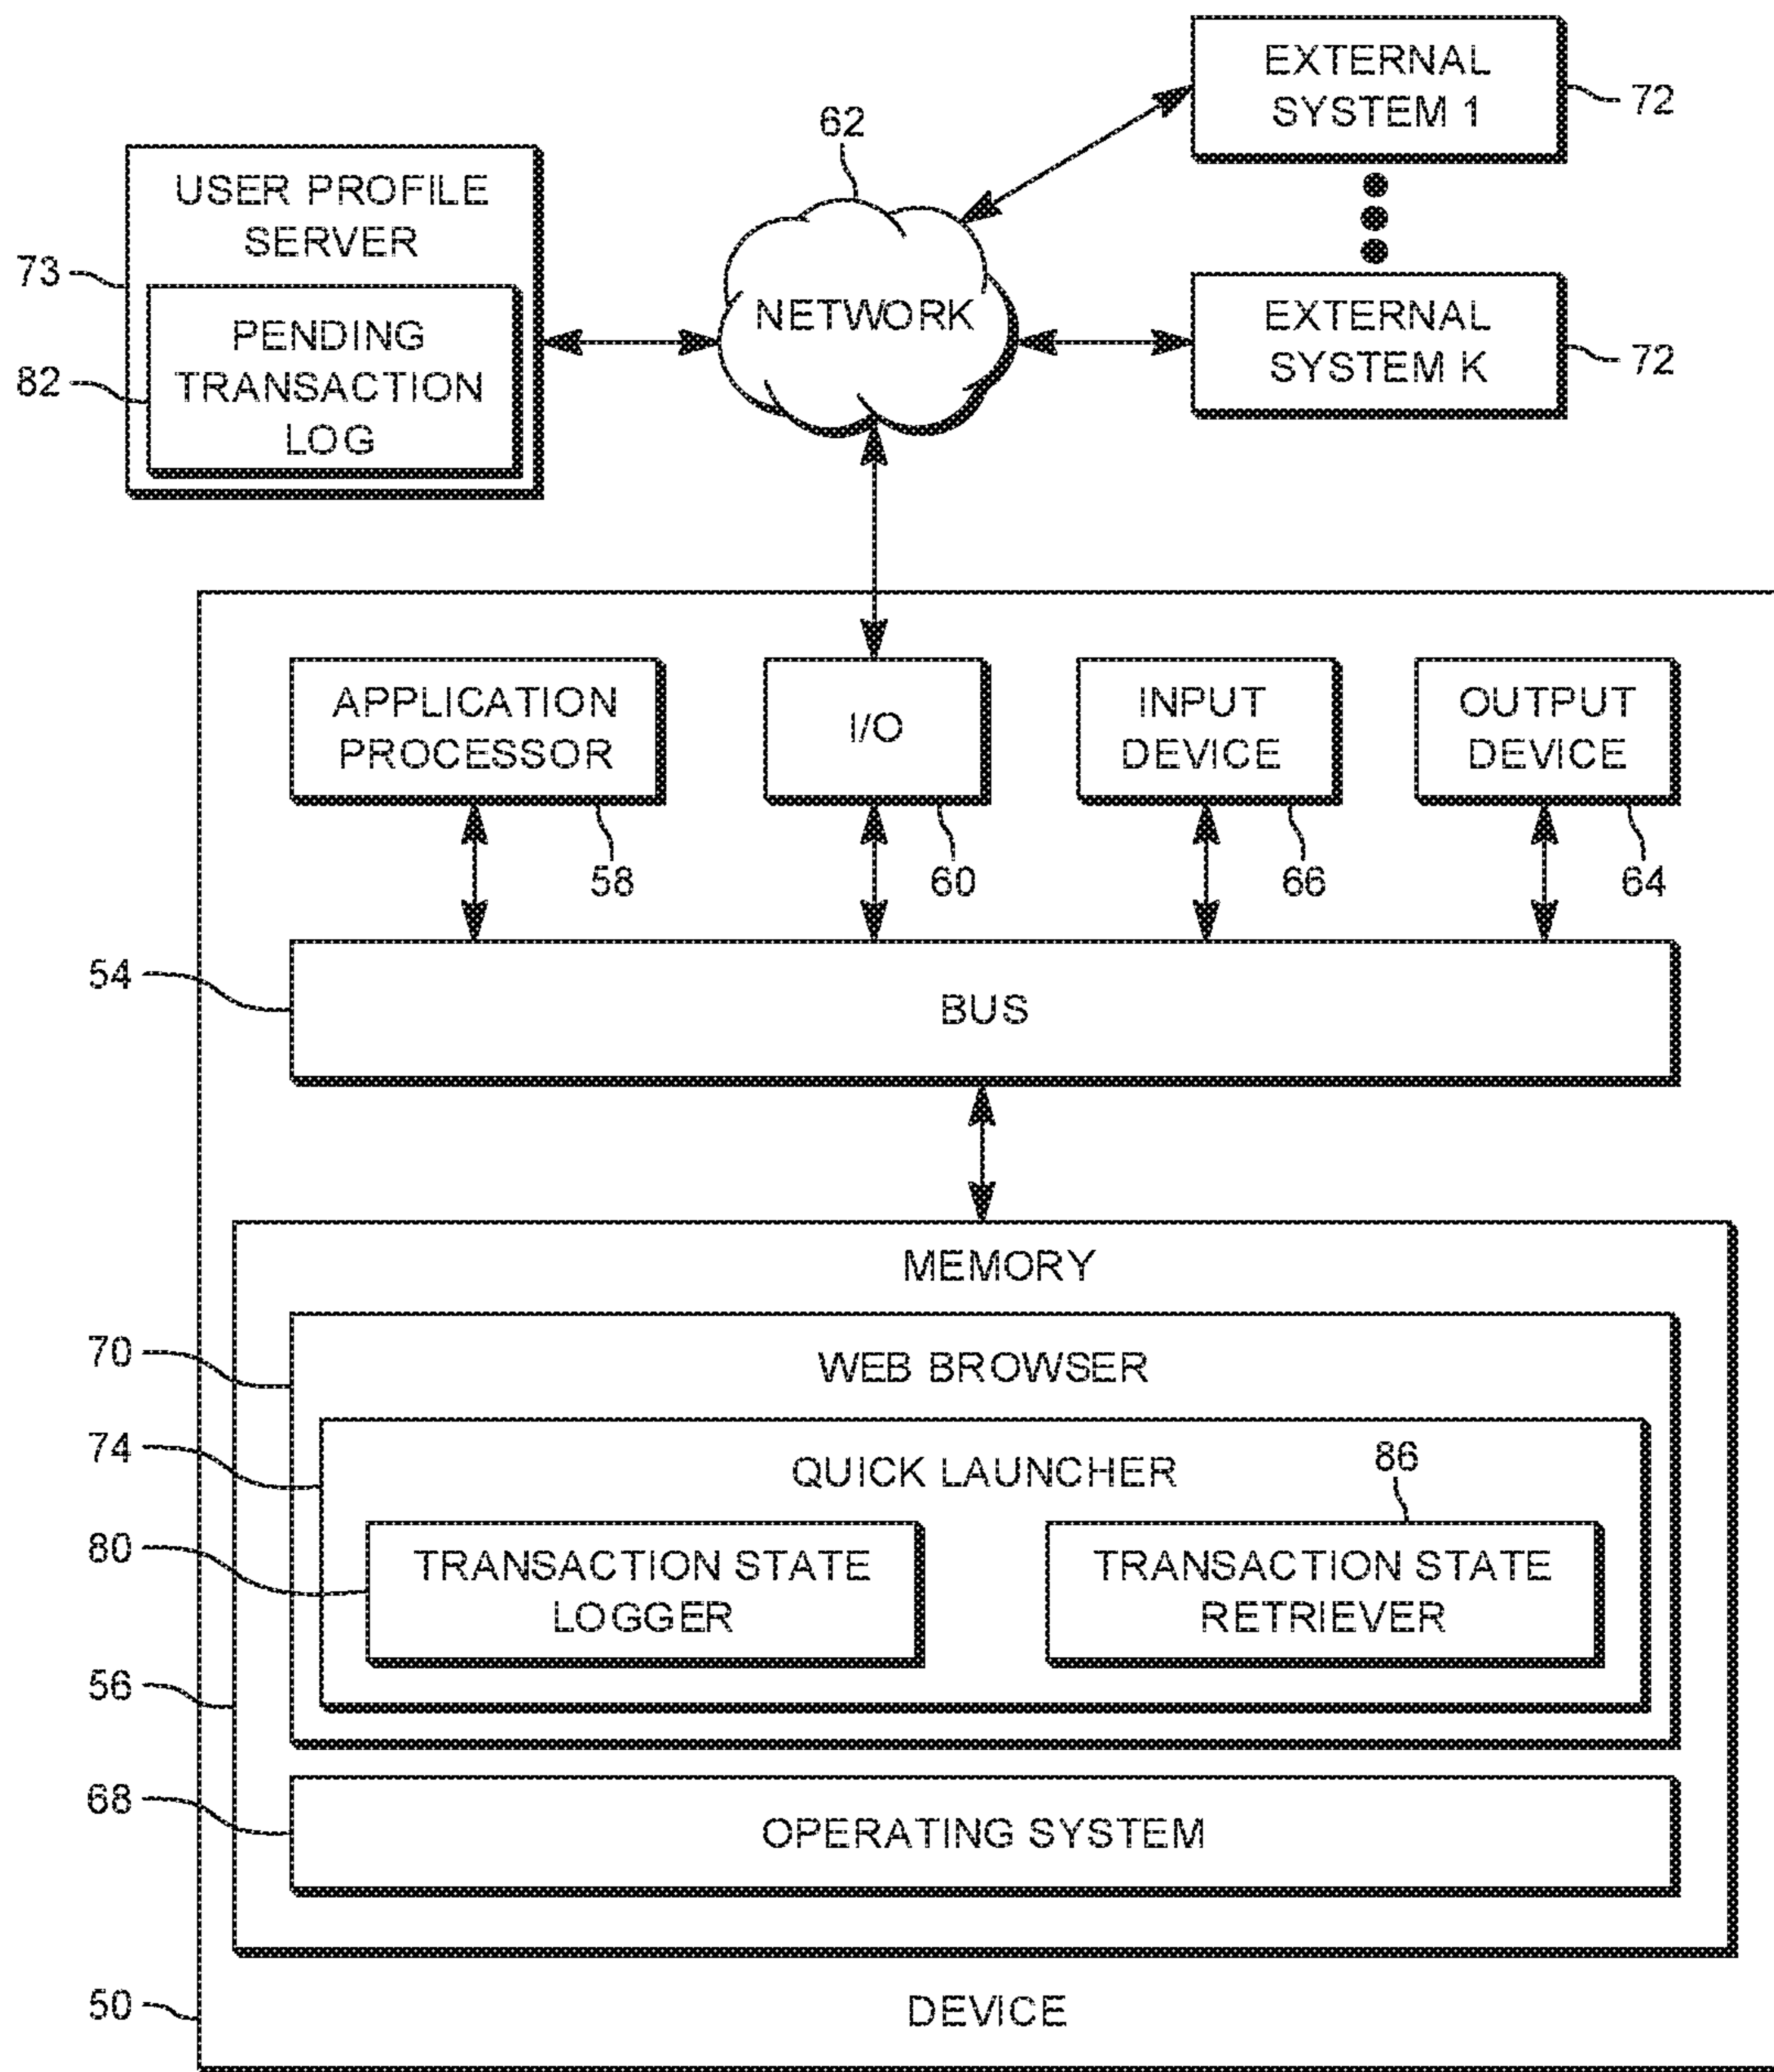 EXTERNAL
SYSTEM 1
72
62
USER PROFILE
SERVER
73
PENDING
TRANSACTION
LOG
82
NETWORK
EXTERNAL
SYSTEM K
72
APPLICATION
PROCESSOR
58
I/O
60
INPUT
DEVICE
66
OUTPUT
DEVICE
64
54
BUS
MEMORY
70
WEB BROWSER
74
QUICK LAUNCHER
86
80
TRANSACTION STATE
LOGGER
TRANSACTION STATE
RETRIEVER
56
68
OPERATING SYSTEM
50
DEVICE